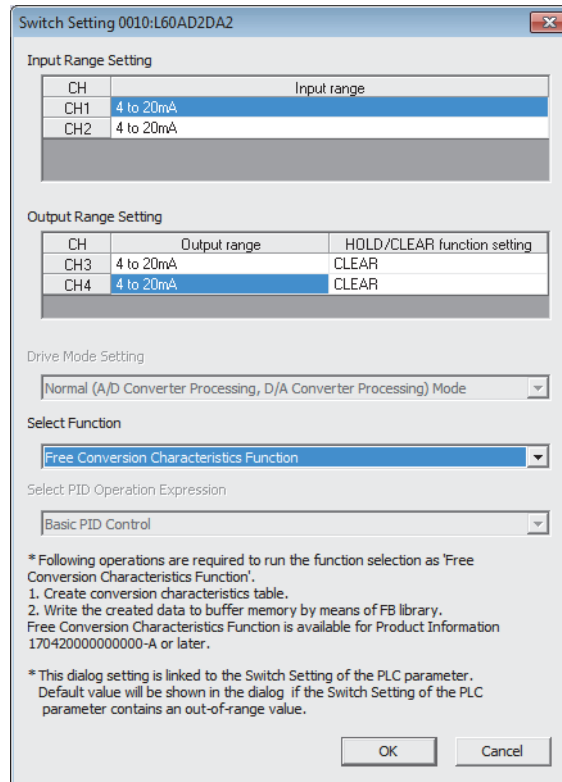 Switch Setting 0010:L60AD2DA2
Input Range Setting
CH Input range
CH1 4 to 20mA
CH2 4 to 20mA
Output Range Setting
CH Output range HOLD/CLEAR function setting
CH3 4 to 20mA CLEAR
CH4 4 to 20mA CLEAR
Drive Mode Setting
Normal (A/D Converter Processing, D/A Converter Processing) Mode
Select Function
Free Conversion Characteristics Function
Select PID Operation Expression
Basic PID Control
* Following operations are required to run the function selection as 'Free
Conversion Characteristics Function'.
1. Create conversion characteristics table.
2. Write the created data to buffer memory by means of FB library.
Free Conversion Characteristics Function is available for Product Information
170420000000000-A or later.
* This dialog setting is linked to the Switch Setting of the PLC parameter.
Default value will be shown in the dialog if the Switch Setting of the PLC
parameter contains an out-of-range value.
OK Cancel